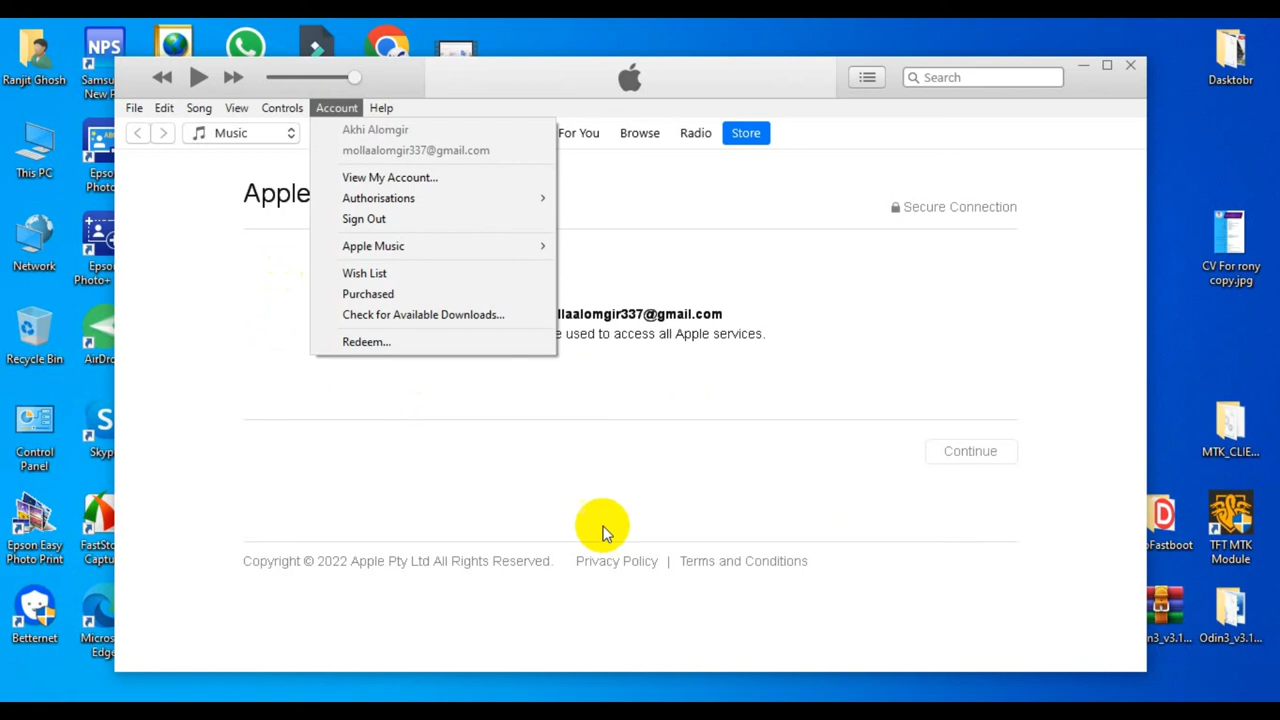 Ranjit Ghosh
NPS
Samsu
New P
Dasktobr
Search
File Edit Song View Controls Account Help
Music
For You Browse Radio Store
Akhi Alomgir
mollaalomgir337@gmail.com
View My Account...
Authorisations
Sign Out
Apple Music
Wish List
Purchased
Check for Available Downloads...
Redeem...
Apple
Secure Connection
llaalomgir337@gmail.com
e used to access all Apple services.
Continue
Copyright © 2022 Apple Pty Ltd All Rights Reserved. Privacy Policy | Terms and Conditions
This PC
Epson
Photo
Network
Epson
Photo+
Recycle Bin
AirDro
Control
Panel
Skyp
Epson Easy
Photo Print
FastSto
Captu
Betternet
Micros
Edge
CV For rony
copy.jpg
MTK_CLIE...
oFastboot
TFT MTK
Module
in3_v3.1...
Odin3_v3.1...